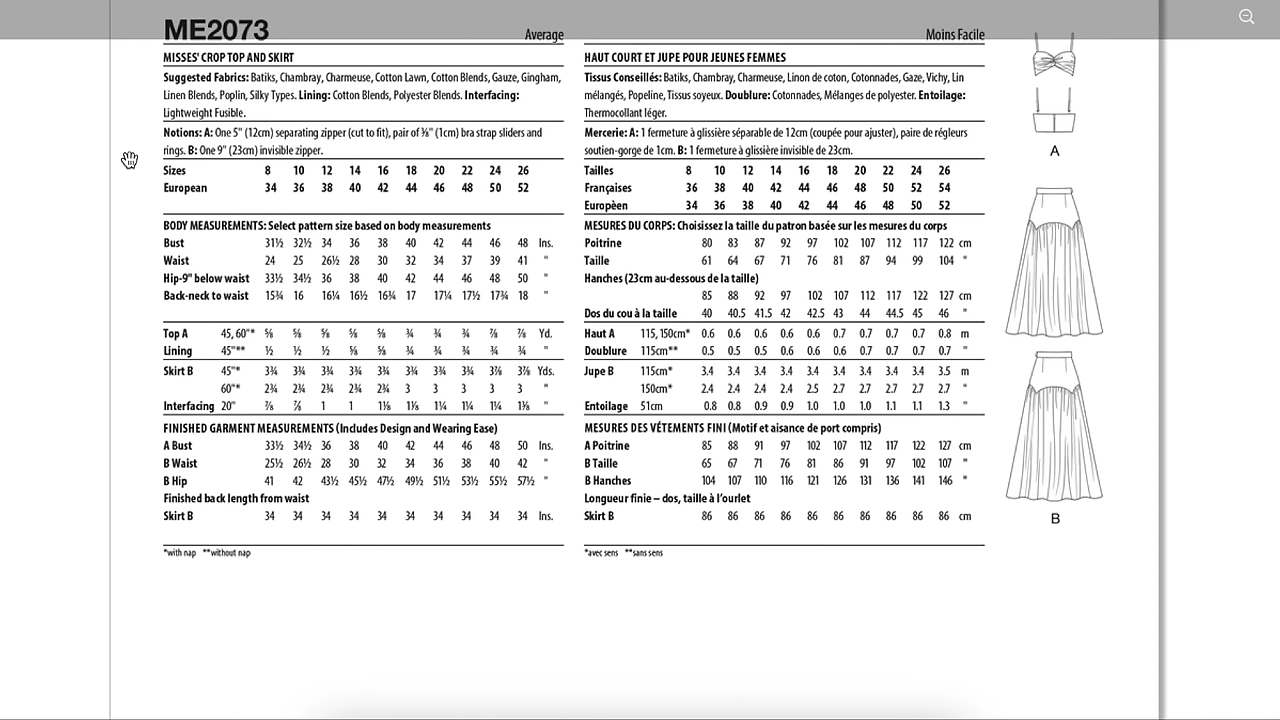 ME2073 Average
MISSES' CROP TOP AND SKIRT
Suggested Fabrics: Batiks, Chambray, Charmeuse, Cotton Lawn, Cotton Blends, Gauze, Gingham,
Linen Blends, Poplin, Silky Types. Lining: Cotton Blends, Polyester Blends. Interfacing:
Lightweight Fusible.
Notions: A: One 5" (12cm) separating zipper (cut to fit), pair of ⅜" (1cm) bra strap sliders and
rings. B: One 9" (23cm) invisible zipper.
Sizes 8 10 12 14 16 18 20 22 24 26
European 34 36 38 40 42 44 46 48 50 52
BODY MEASUREMENTS: Select pattern size based on body measurements
Bust 31½ 32½ 34 36 38 40 42 44 46 48 Ins.
Waist 24 25 26½ 28 30 32 34 37 39 41 "
Hip-9" below waist 33½ 34½ 36 38 40 42 44 46 48 50 "
Back-neck to waist 15¾ 16 16¼ 16½ 16¾ 17 17¼ 17½ 17¾ 18 "
Top A 45, 60"* ⅝ ⅝ ⅝ ⅝ ⅝ ¾ ¾ ¾ ⅞ ⅞ Yd.
Lining 45"** ½ ½ ½ ⅝ ⅝ ¾ ¾ ¾ ¾ ¾ "
Skirt B 45"* 3¾ 3¾ 3¾ 3¾ 3¾ 3¾ 3¾ 3¾ 3⅞ 3⅞ Yds.
60"* 2¾ 2¾ 2¾ 2¾ 2¾ 3 3 3 3 3 "
Interfacing 20" ⅞ ⅞ 1 1 1⅛ 1⅛ 1¼ 1¼ 1¼ 1⅜ "
FINISHED GARMENT MEASUREMENTS (Includes Design and Wearing Ease)
A Bust 33½ 34½ 36 38 40 42 44 46 48 50 Ins.
B Waist 25½ 26½ 28 30 32 34 36 38 40 42 "
B Hip 41 42 43½ 45½ 47½ 49½ 51½ 53½ 55½ 57½ "
Finished back length from waist
Skirt B 34 34 34 34 34 34 34 34 34 34 Ins.
*with nap **without nap
Moins Facile
HAUT COURT ET JUPE POUR JEUNES FEMMES
Tissus Conseillés: Batiks, Chambray, Charmeuse, Linon de coton, Cotonnades, Gaze, Vichy, Lin
mélangés, Popeline, Tissus soyeux. Doublure: Cotonnades, Mélanges de polyester. Entoilage:
Thermocollant léger.
Mercerie: A: 1 fermeture à glissière séparable de 12cm (coupée pour ajuster), paire de régleurs
soutien-gorge de 1cm. B: 1 fermeture à glissière invisible de 23cm.
Tailles 8 10 12 14 16 18 20 22 24 26
Françaises 36 38 40 42 44 46 48 50 52 54
Europèen 34 36 38 40 42 44 46 48 50 52
MESURES DU CORPS: Choisissez la taille du patron basée sur les mesures du corps
Poitrine 80 83 87 92 97 102 107 112 117 122 cm
Taille 61 64 67 71 76 81 87 94 99 104 "
Hanches (23cm au-dessous de la taille)
85 88 92 97 102 107 112 117 122 127 cm
Dos du cou à la taille 40 40.5 41.5 42 42.5 43 44 44.5 45 46 "
Haut A 115, 150cm* 0.6 0.6 0.6 0.6 0.6 0.7 0.7 0.7 0.7 0.8 m
Doublure 115cm** 0.5 0.5 0.5 0.6 0.6 0.6 0.7 0.7 0.7 0.7 "
Jupe B 115cm* 3.4 3.4 3.4 3.4 3.4 3.4 3.4 3.4 3.4 3.5 m
150cm* 2.4 2.4 2.4 2.4 2.5 2.7 2.7 2.7 2.7 2.7 "
Entoilage 51cm 0.8 0.8 0.9 0.9 1.0 1.0 1.0 1.1 1.1 1.3 "
MESURES DES VÉTEMENTS FINI (Motif et aisance de port compris)
A Poitrine 85 88 91 97 102 107 112 117 122 127 cm
B Taille 65 67 71 76 81 86 91 97 102 107 "
B Hanches 104 107 110 116 121 126 131 136 141 146 "
Longueur finie – dos, taille à l'ourlet
Skirt B 86 86 86 86 86 86 86 86 86 86 cm
*avec sens **sans sens
A
B